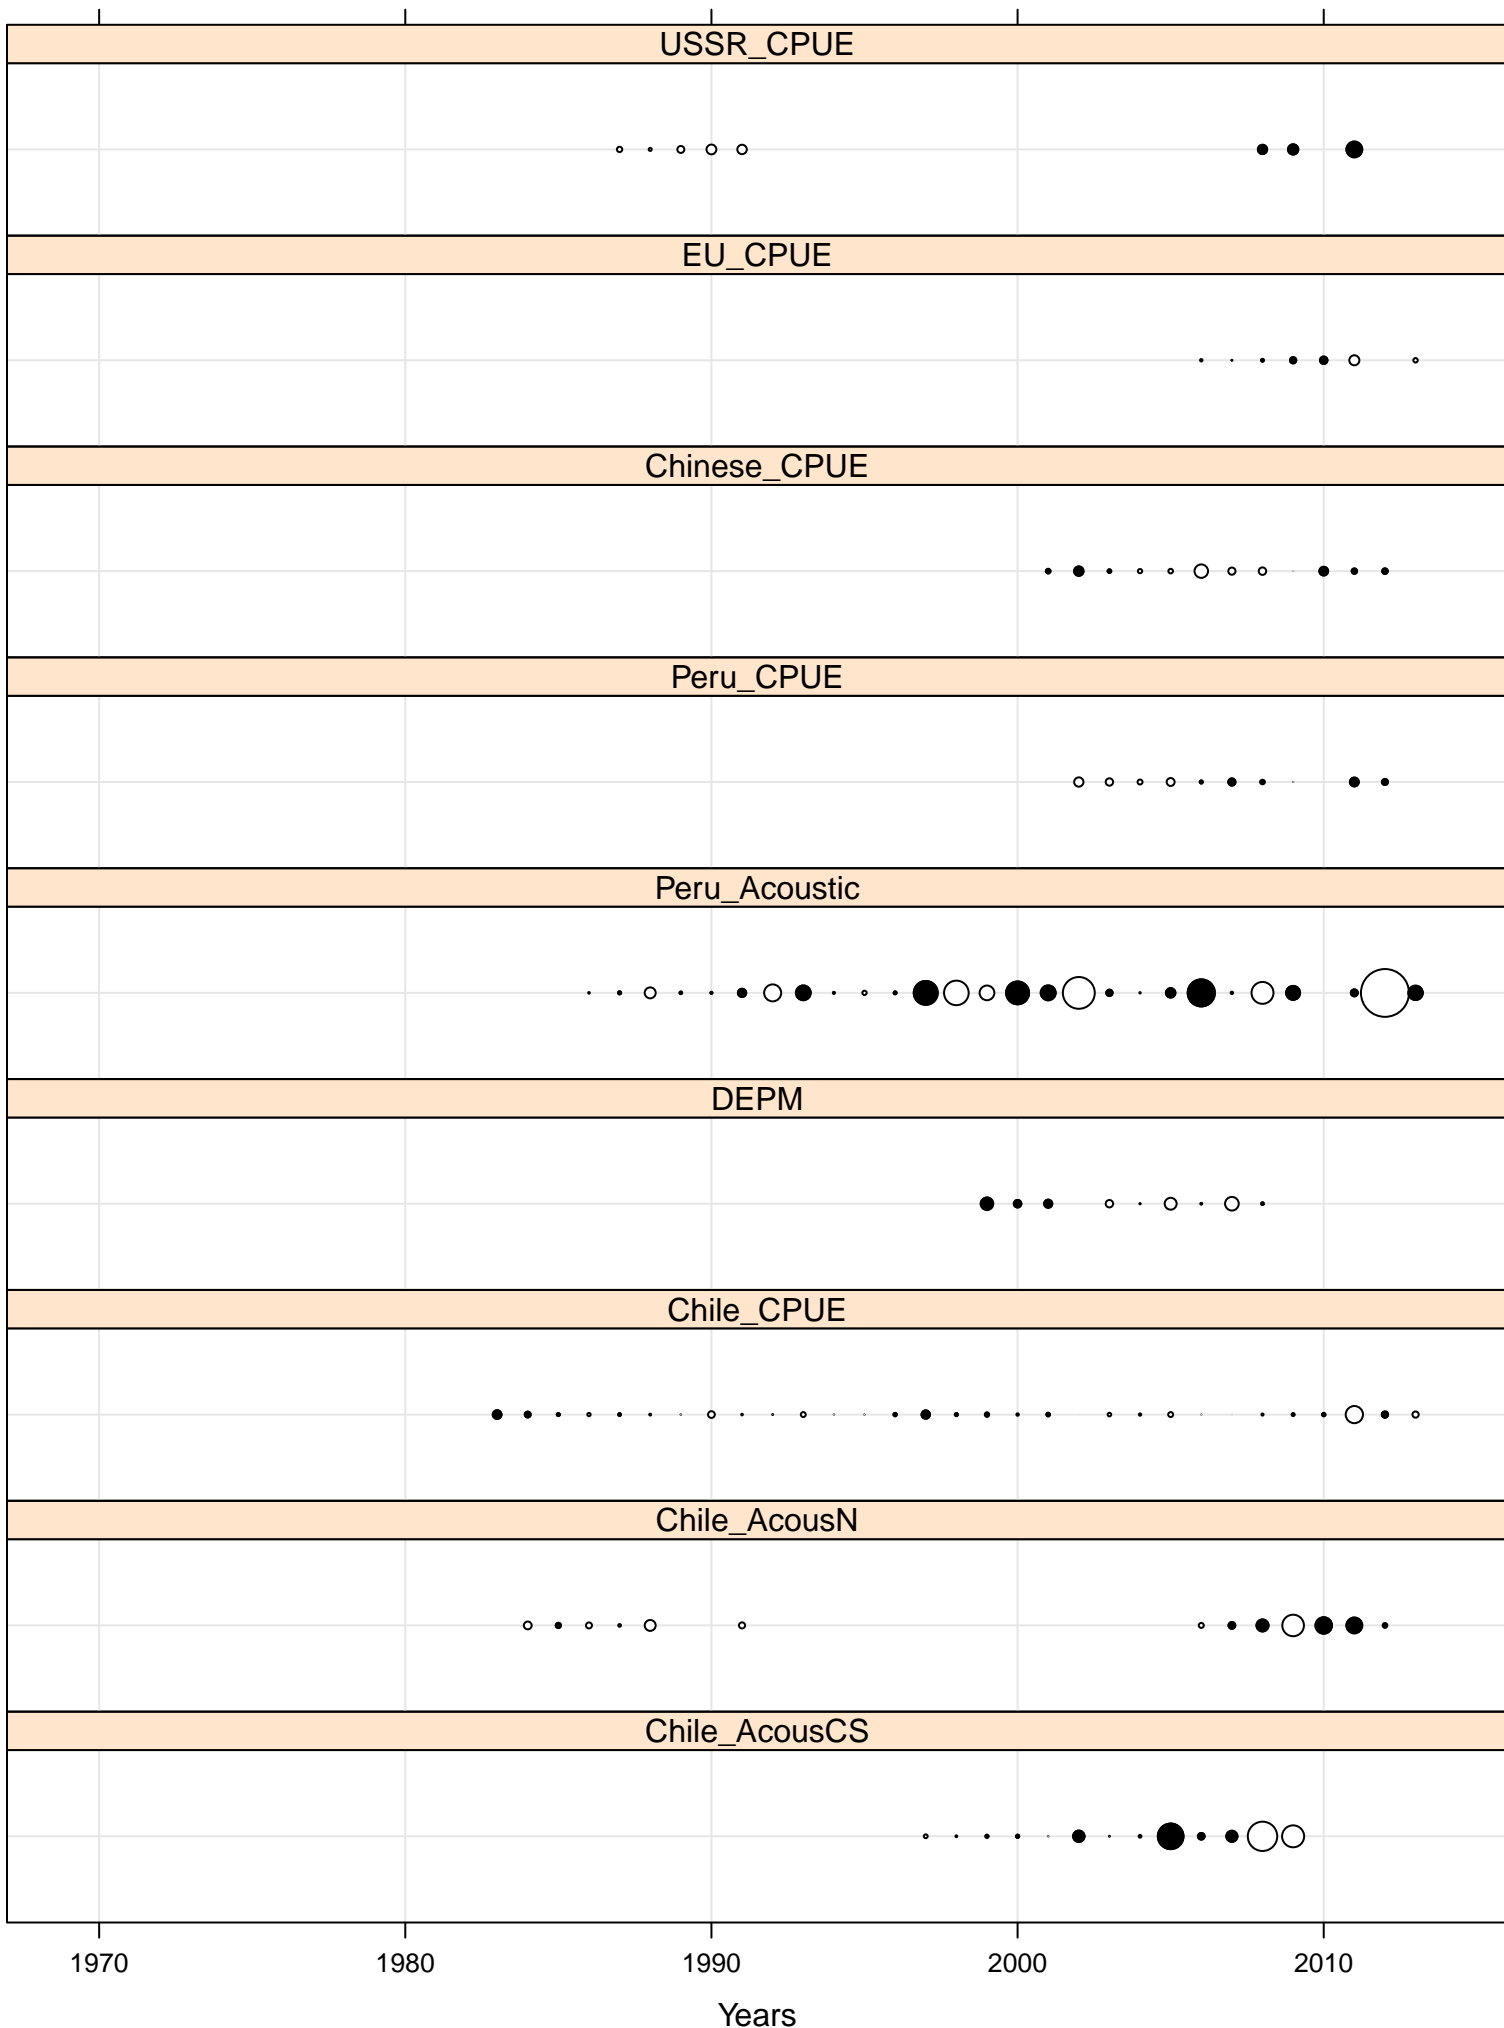 USSR_CPUE
EU_CPUE
Chinese_CPUE
Peru_CPUE
Peru_Acoustic
DEPM
Chile_CPUE
Chile_AcousN
Chile_AcousCS
1970 1980 1990 2000 2010
Years